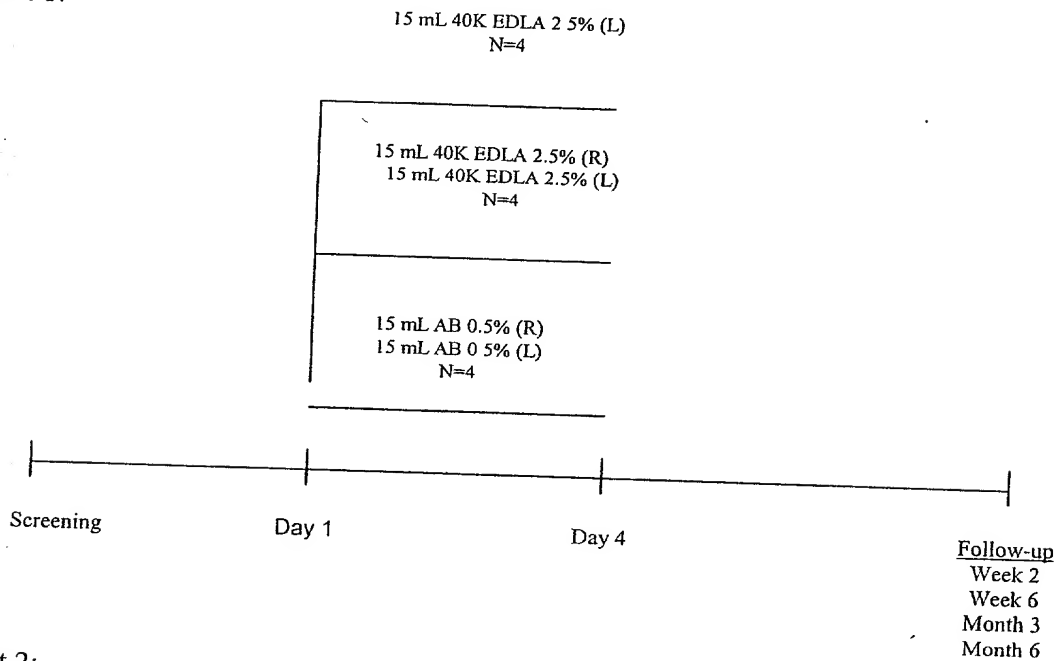 15 mL 40K EDLA 2 5% (L)
N=4
15 mL 40K EDLA 2.5% (R)
15 mL 40K EDLA 2.5% (L)
N=4
15 mL AB 0.5% (R)
15 mL AB 0 5% (L)
N=4
Screening
Day 1
Day 4
Follow-up
Week 2
Week 6
Month 3
Month 6
t 2: